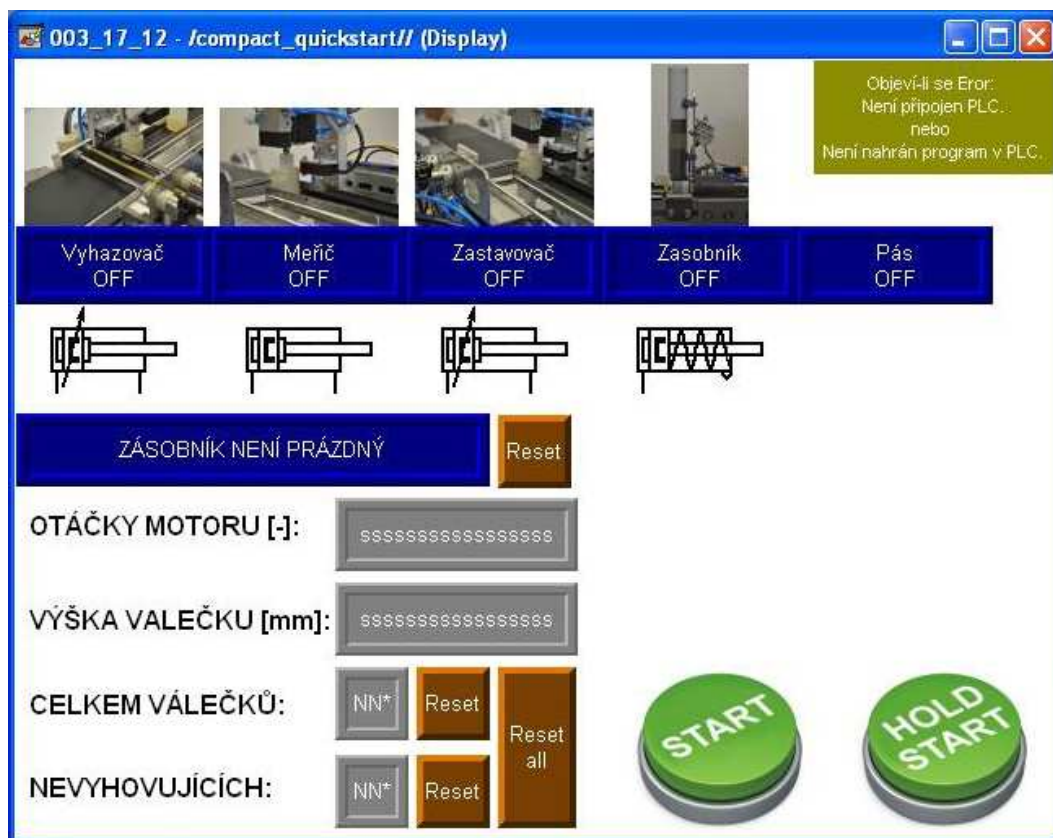 003_17_12 - /compact_quickstart// (Display)
Objeví-li se Eror:
Není připojen PLC.
nebo
Není nahrán program v PLC.
Vyhazovač
OFF
Meřič
OFF
Zastavovač
OFF
Zasobník
OFF
Pás
OFF
ZÁSOBNÍK NENÍ PRÁZDNÝ
Reset
OTÁČKY MOTORU [-]:
sssssssssssssssss
VÝŠKA VALEČKU [mm]:
sssssssssssssssss
CELKEM VÁLEČKŮ:
NN*
Reset
Reset
all
NEVYHOVUJÍCÍCH:
NN*
Reset
START
HOLD
START